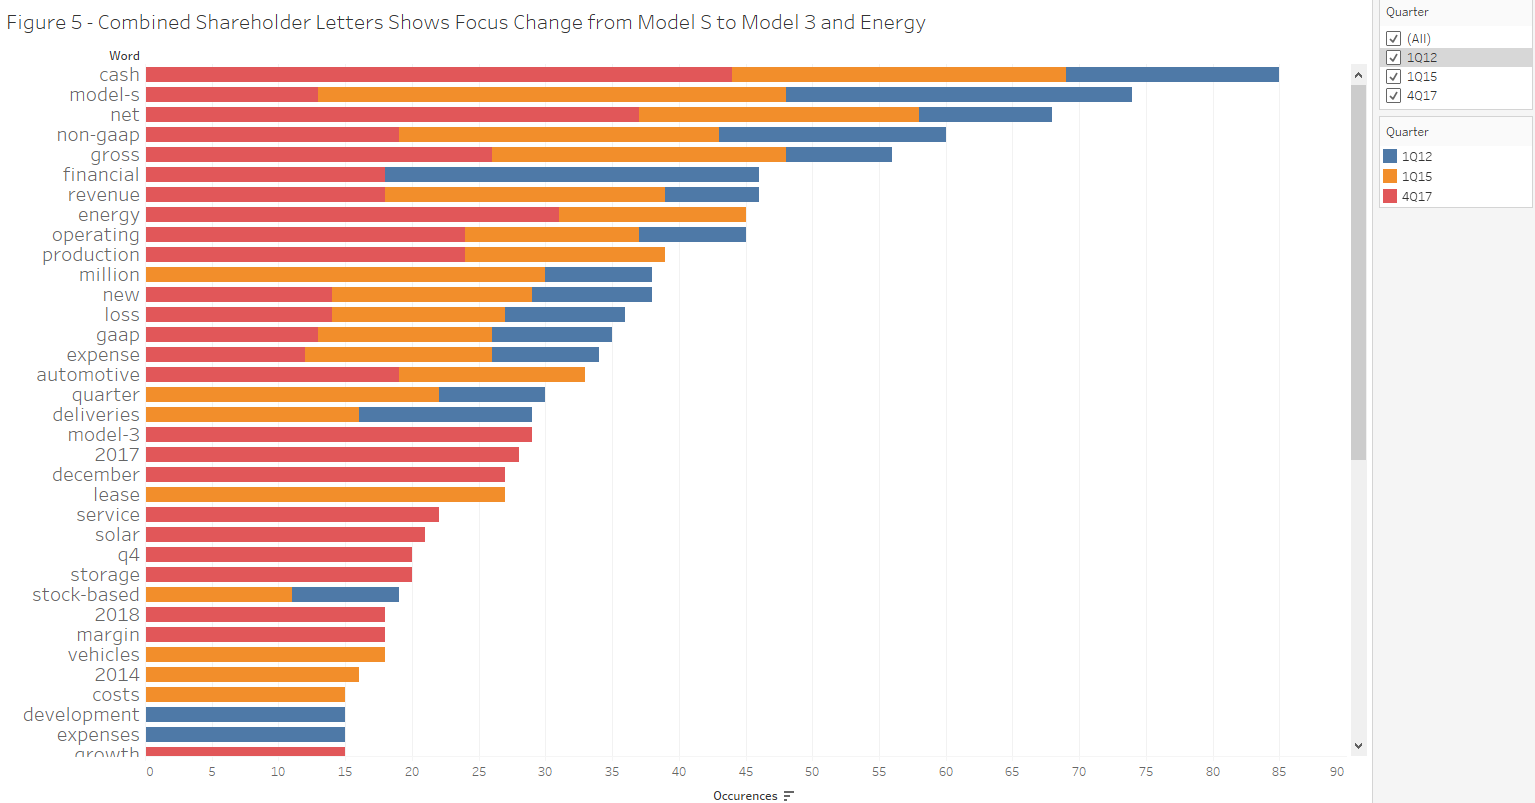 Figure 5 - Combined Shareholder Letters Shows Focus Change from Model S to Model 3 and Energy
Word
cash
model-s
net
non-gaap
gross
financial
revenue
energy
operating
production
million
new
loss
gaap
expense
automotive
quarter
deliveries
model-3
2017
december
lease
service
solar
q4
storage
stock-based
2018
margin
vehicles
2014
costs
development
expenses
growth
0 5 10 15 20 25 30 35 40 45 50 55 60 65 70 75 80 85 90
Occurences
Quarter
(All)
1Q12
1Q15
4Q17
Quarter
1Q12
1Q15
4Q17